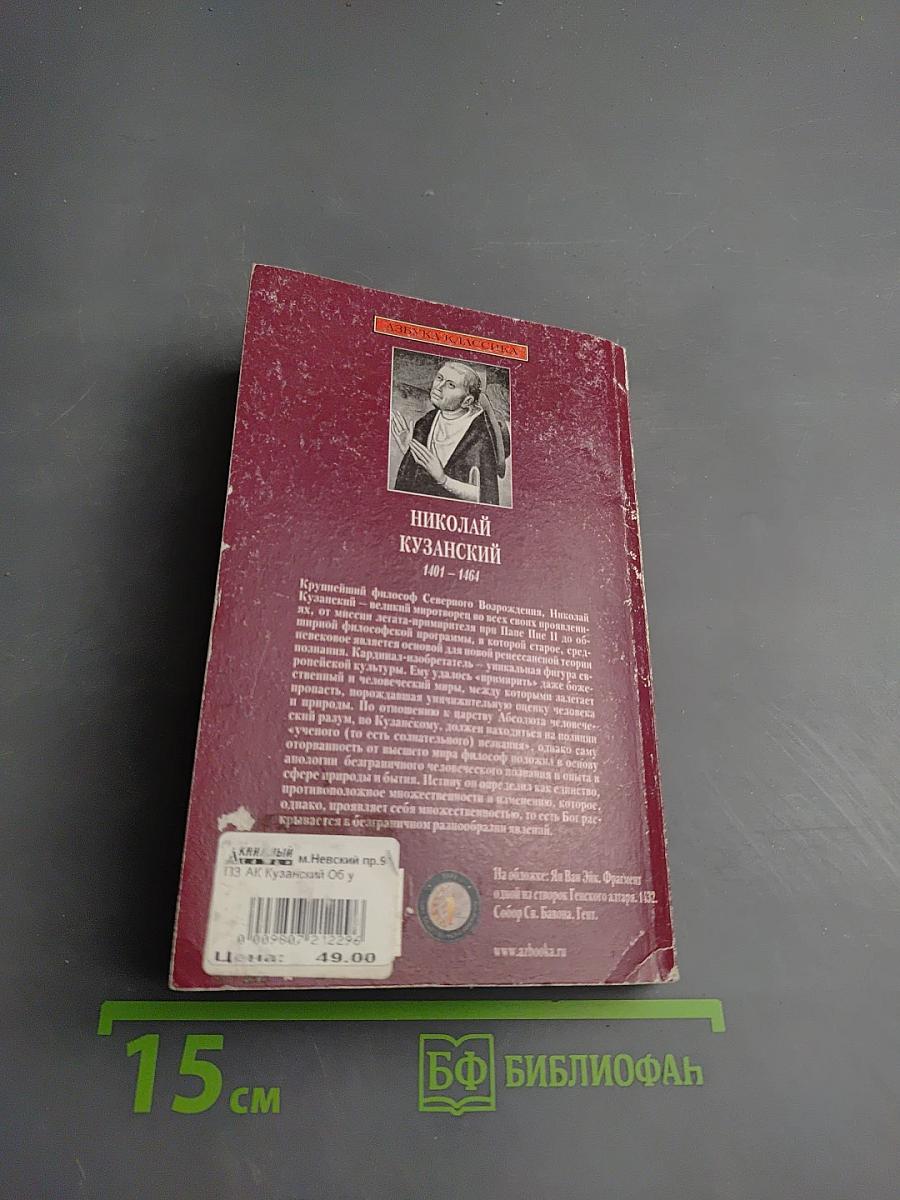 АЗБУКА-КЛАССИКА
НИКОЛАЙ
КУЗАНСКИЙ
1401 – 1464
Крупнейший философ Северного Возрождения, Николай
Кузанский – великий миротворец во всех своих проявлени-
ях, от миссии легата-примирителя при Папе Пие II до об-
ширной философской программы, в которой старое, сред-
невековое является основой для новой ренессансной теории
познания. Кардинал-изобретатель – уникальная фигура ев-
ропейской культуры. Ему удалось «примирить» даже боже-
ственный и человеческий миры, между которыми залегает
пропасть, порождавшая уничижительную оценку человека
и природы. По отношению к царству Абсолюта человече-
ский разум, по Кузанскому, должен находиться на позиции
«ученого (то есть сознательного) незнания», однако саму
оторванность от высшего мира философ положил в основу
апологии безграничного человеческого познания и опыта в
сфере природы и бытия. Истину он определил как единство,
противоположное множественности и изменению, которое,
однако, проявляет себя множественностью, то есть Бог рас-
крывается в безграничном разнообразии явлений.
На обложке: Ян Ван Эйк. Фрагмент
одной из створок Гентского алтаря. 1432.
Собор Св. Бавона. Гент.
www.azbooka.ru
м.Невский пр.9
ПЗ АК Кузанский Об у
0 009807 212296
Цена: 49.00
15 см
БФ БИБЛИОФАН